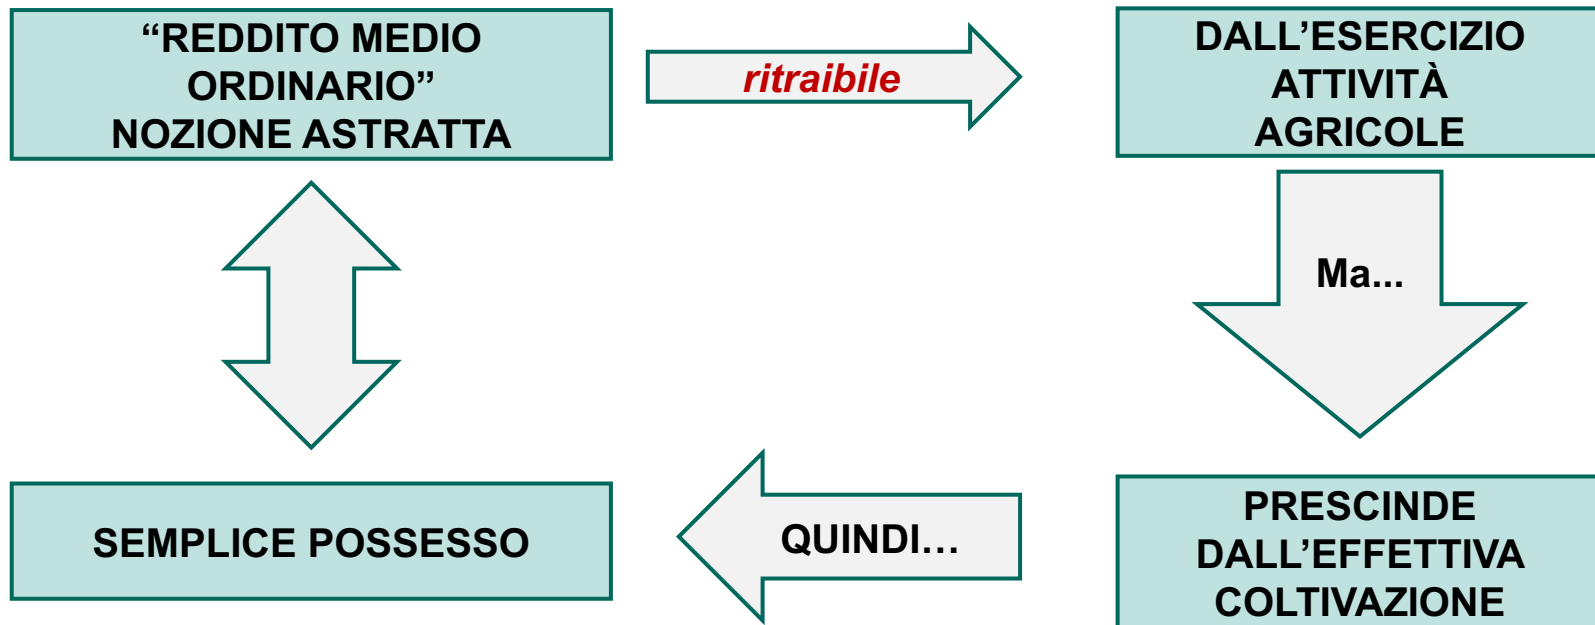 “REDDITO MEDIO
ORDINARIO”
NOZIONE ASTRATTA
ritraibile
DALL’ESERCIZIO
ATTIVITÀ
AGRICOLE
Ma...
PRESCINDE
DALL’EFFETTIVA
COLTIVAZIONE
QUINDI…
SEMPLICE POSSESSO